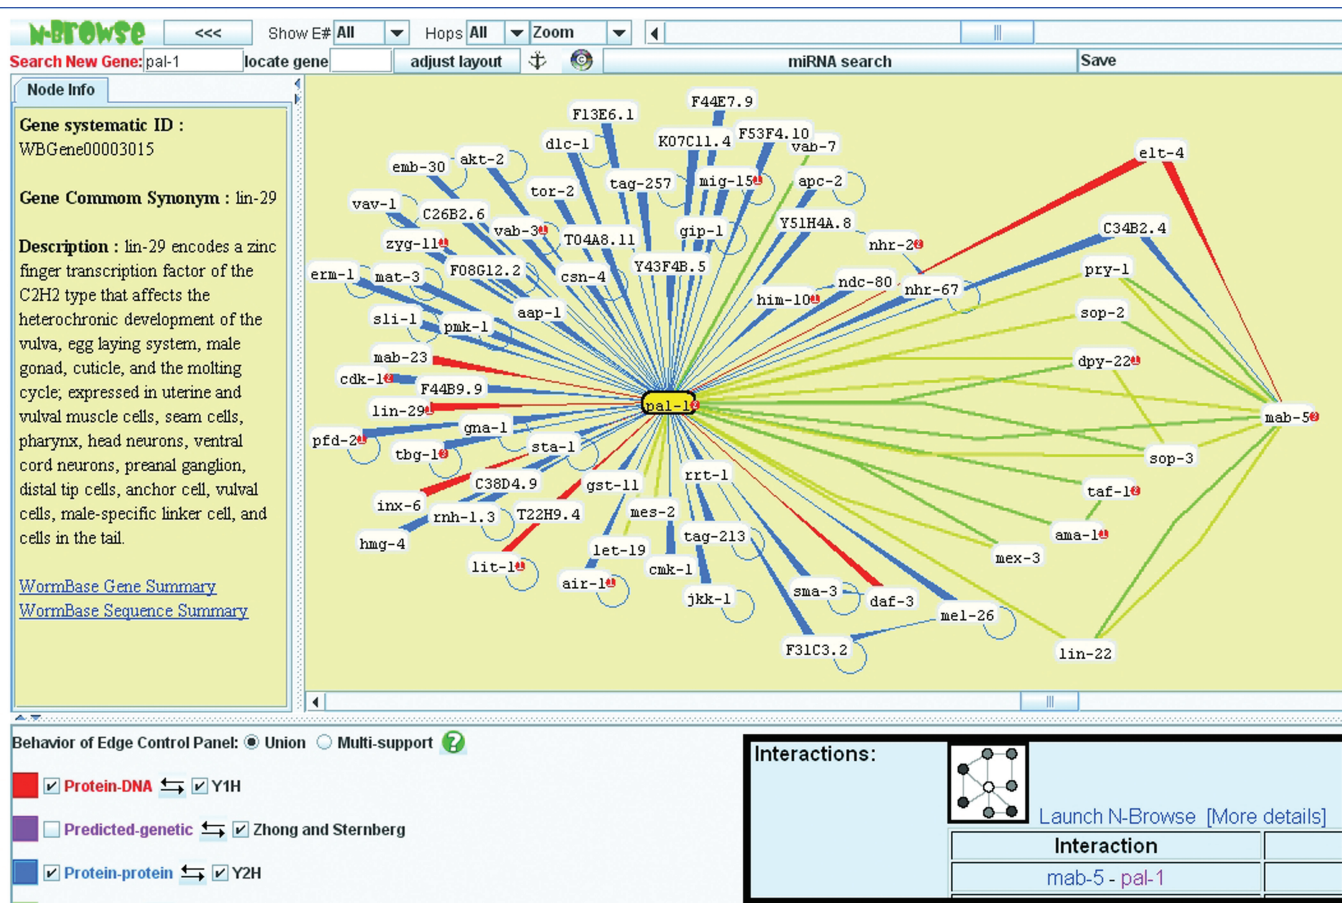 N-BROWSE <<< Show E# All Hops All Zoom
Search New Gene: pal-1 locate gene adjust layout miRNA search Save
Node Info
Gene systematic ID :
WBGene00003015
Gene Commom Synonym : lin-29
Description : lin-29 encodes a zinc
finger transcription factor of the
C2H2 type that affects the
heterochronic development of the
vulva, egg laying system, male
gonad, cuticle, and the molting
cycle; expressed in uterine and
vulval muscle cells, seam cells,
pharynx, head neurons, ventral
cord neurons, preanal ganglion,
distal tip cells, anchor cell, vulval
cells, male-specific linker cell, and
cells in the tail.
WormBase Gene Summary
WormBase Sequence Summary
F44E7.9
F13E6.1
K07C11.4 F53F4.10
dlc-1 vab-7
elt-4
emb-30 akt-2
tor-2 tag-257 mig-15 apc-2
vav-1 C26B2.6
vab-3 T04A8.11 gip-1 Y51H4A.8 C34B2.4
zyg-11 nhr-2
erm-1 mat-3 F08G12.2 csn-4 Y43F4B.5 pry-1
ndc-80 nhr-67
him-10
sli-1 pmk-1 aap-1 sop-2
mab-23 dpy-22
cdk-1 F44B9.9
lin-29 pal-1 mab-5
pfd-2 gna-1
tbg-1 sta-1 sop-3
inx-6 C38D4.9 gst-11 rrt-1 taf-1
rnh-1.3 T22H9.4 mes-2
hmg-4 let-19 tag-213 ama-1
lit-1 cmk-1 mex-3
air-1 jkk-1 sma-3 daf-3
mel-26
F31C3.2 lin-22
Behavior of Edge Control Panel: Union Multi-support ?
Protein-DNA Y1H
Predicted-genetic Zhong and Sternberg
Protein-protein Y2H
Interactions:
Launch N-Browse [More details]
Interaction
mab-5 - pal-1